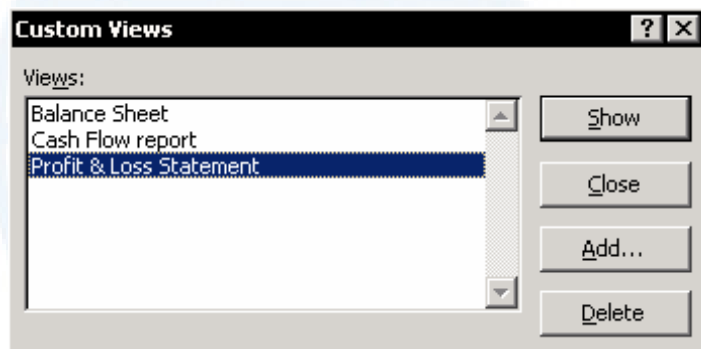 Custom Views
Views:
Balance Sheet
Cash Flow report
Profit & Loss Statement
Show
Close
Add...
Delete